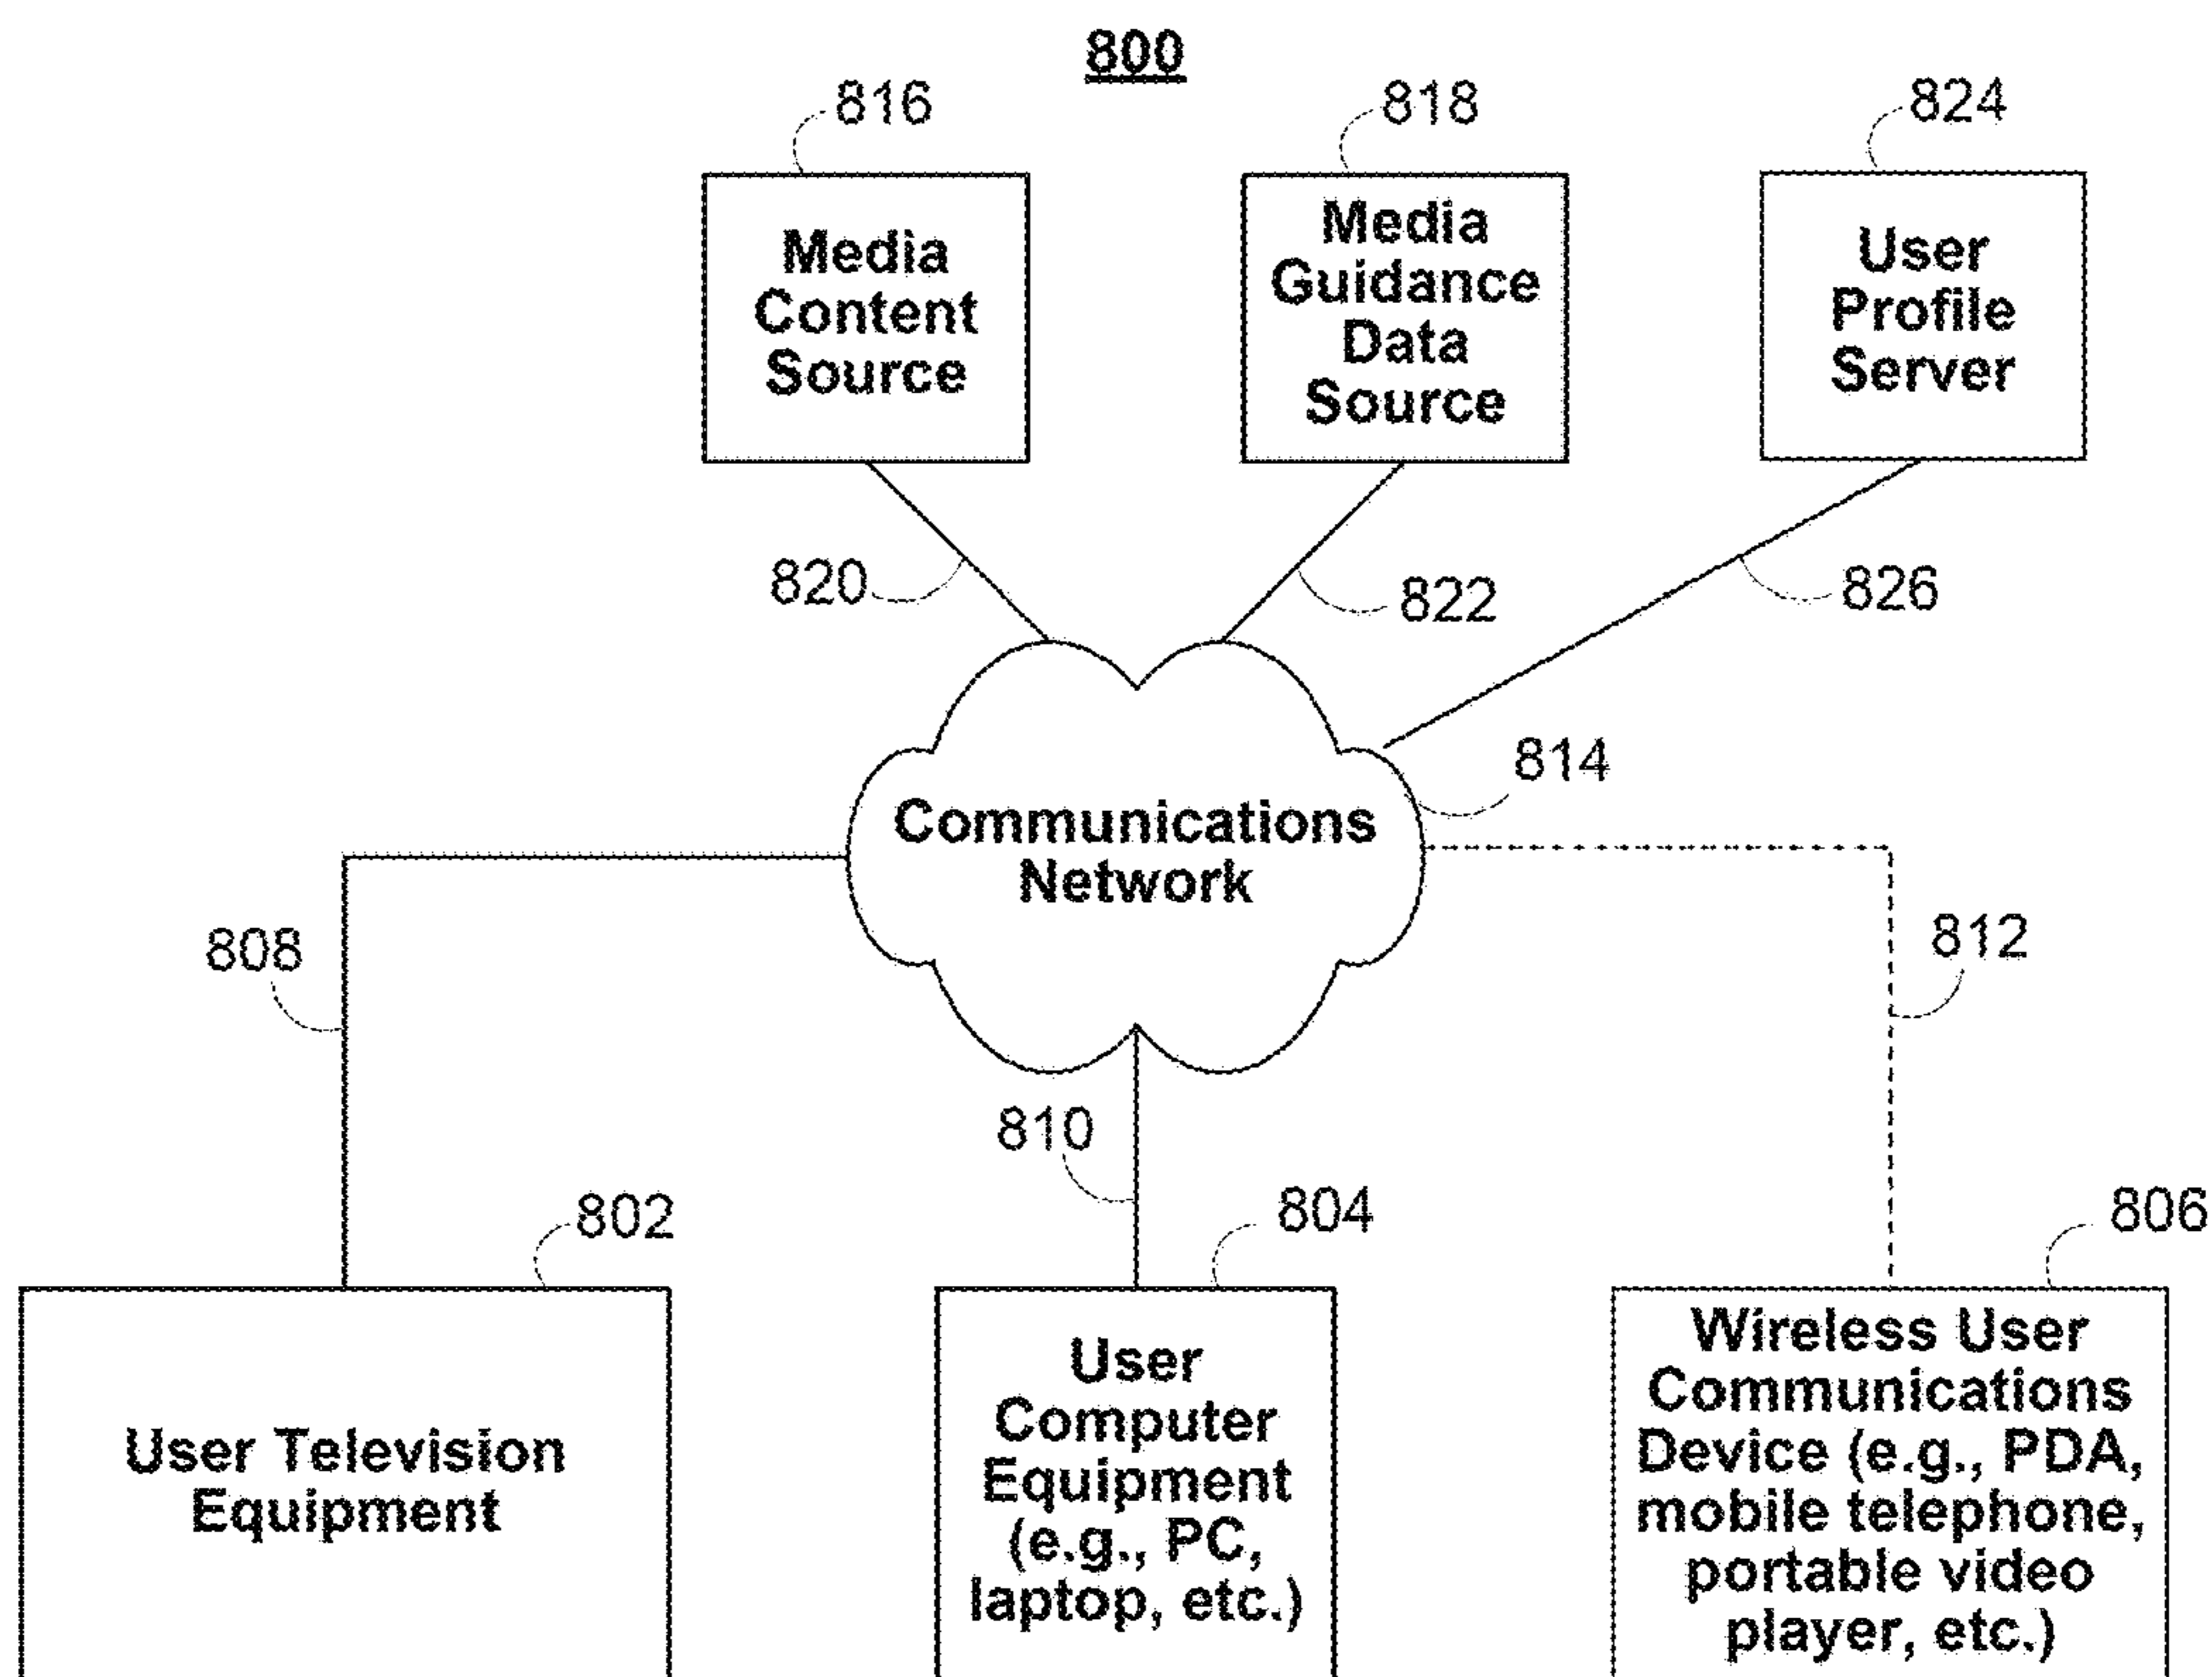 800
816
818
824
Media
Content
Source
Media
Guidance
Data
Source
User
Profile
Server
820
822
826
814
Communications
Network
808
812
810
802
804
806
User Television
Equipment
User
Computer
Equipment
(e.g., PC,
laptop, etc.)
Wireless User
Communications
Device (e.g., PDA,
mobile telephone,
portable video
player, etc.)